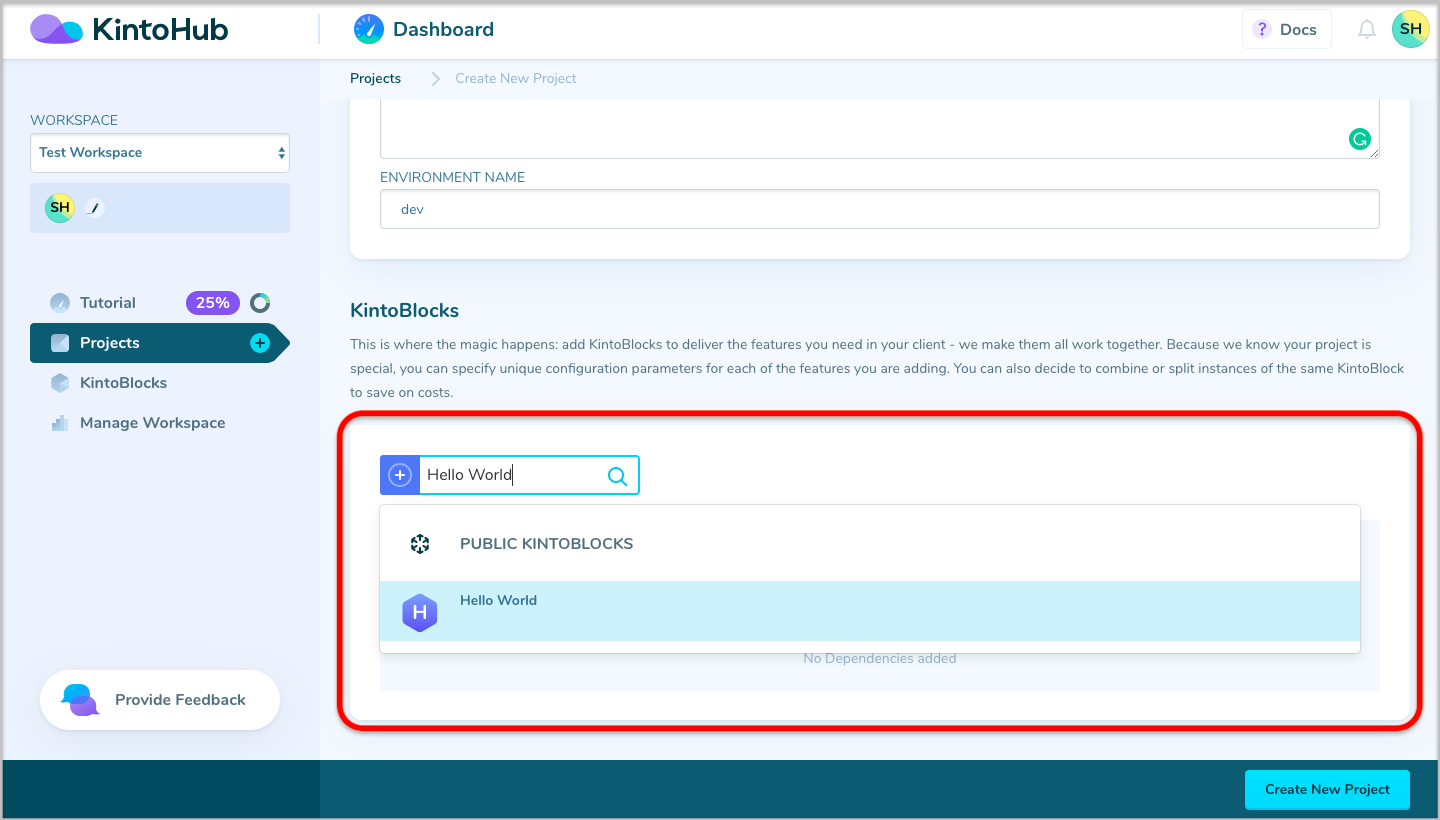 KintoHub
Dashboard
? Docs
SH
Projects
Create New Project
WORKSPACE
Test Workspace
SH
Tutorial
25%
Projects
KintoBlocks
Manage Workspace
Provide Feedback
ENVIRONMENT NAME
dev
KintoBlocks
This is where the magic happens: add KintoBlocks to deliver the features you need in your client - we make them all work together. Because we know your project is
special, you can specify unique configuration parameters for each of the features you are adding. You can also decide to combine or split instances of the same KintoBlock
to save on costs.
Hello World
PUBLIC KINTOBLOCKS
H
Hello World
No Dependencies added
Create New Project